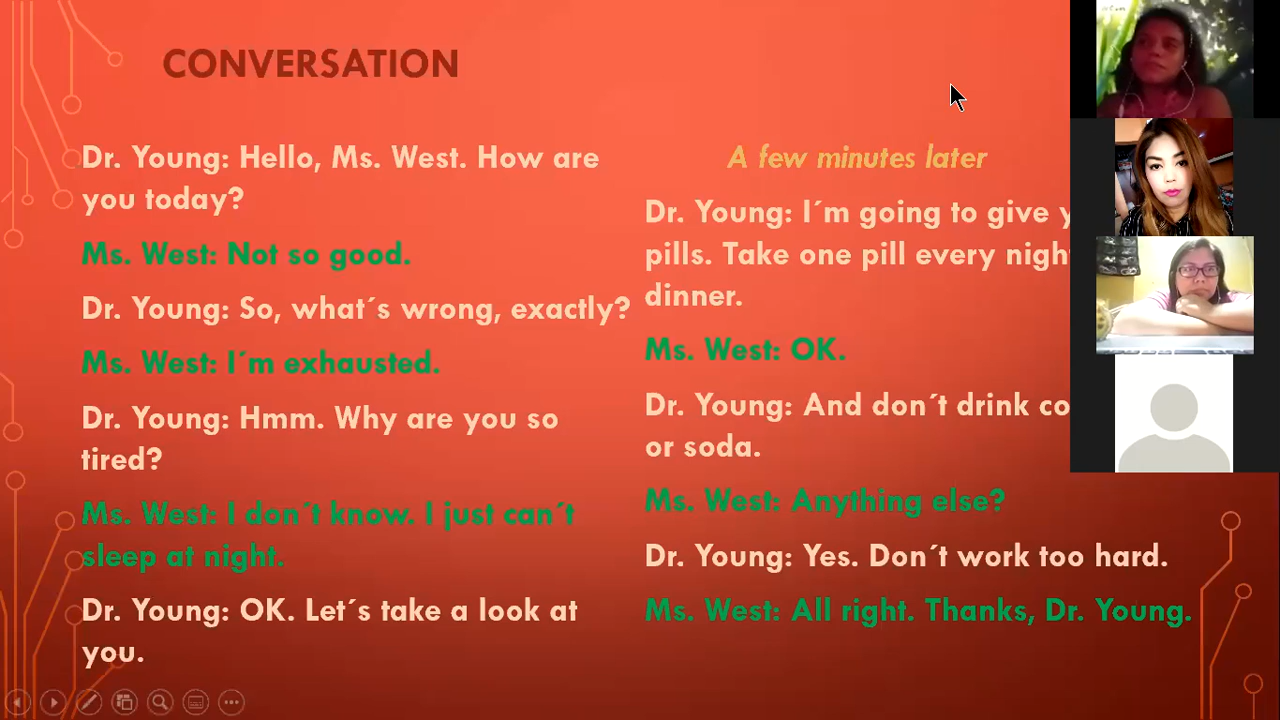 CONVERSATION
Dr. Young: Hello, Ms. West. How are
you today?
Ms. West: Not so good.
Dr. Young: So, what´s wrong, exactly?
Ms. West: I´m exhausted.
Dr. Young: Hmm. Why are you so
tired?
Ms. West: I don´t know. I just can´t
sleep at night.
Dr. Young: OK. Let´s take a look at
you.
A few minutes later
Dr. Young: I´m going to give
pills. Take one pill every
dinner.
Ms. West: OK.
Dr. Young: And don´t drink
or soda.
Ms. West: Anything else?
Dr. Young: Yes. Don´t work too hard.
Ms. West: All right. Thanks, Dr. Young.